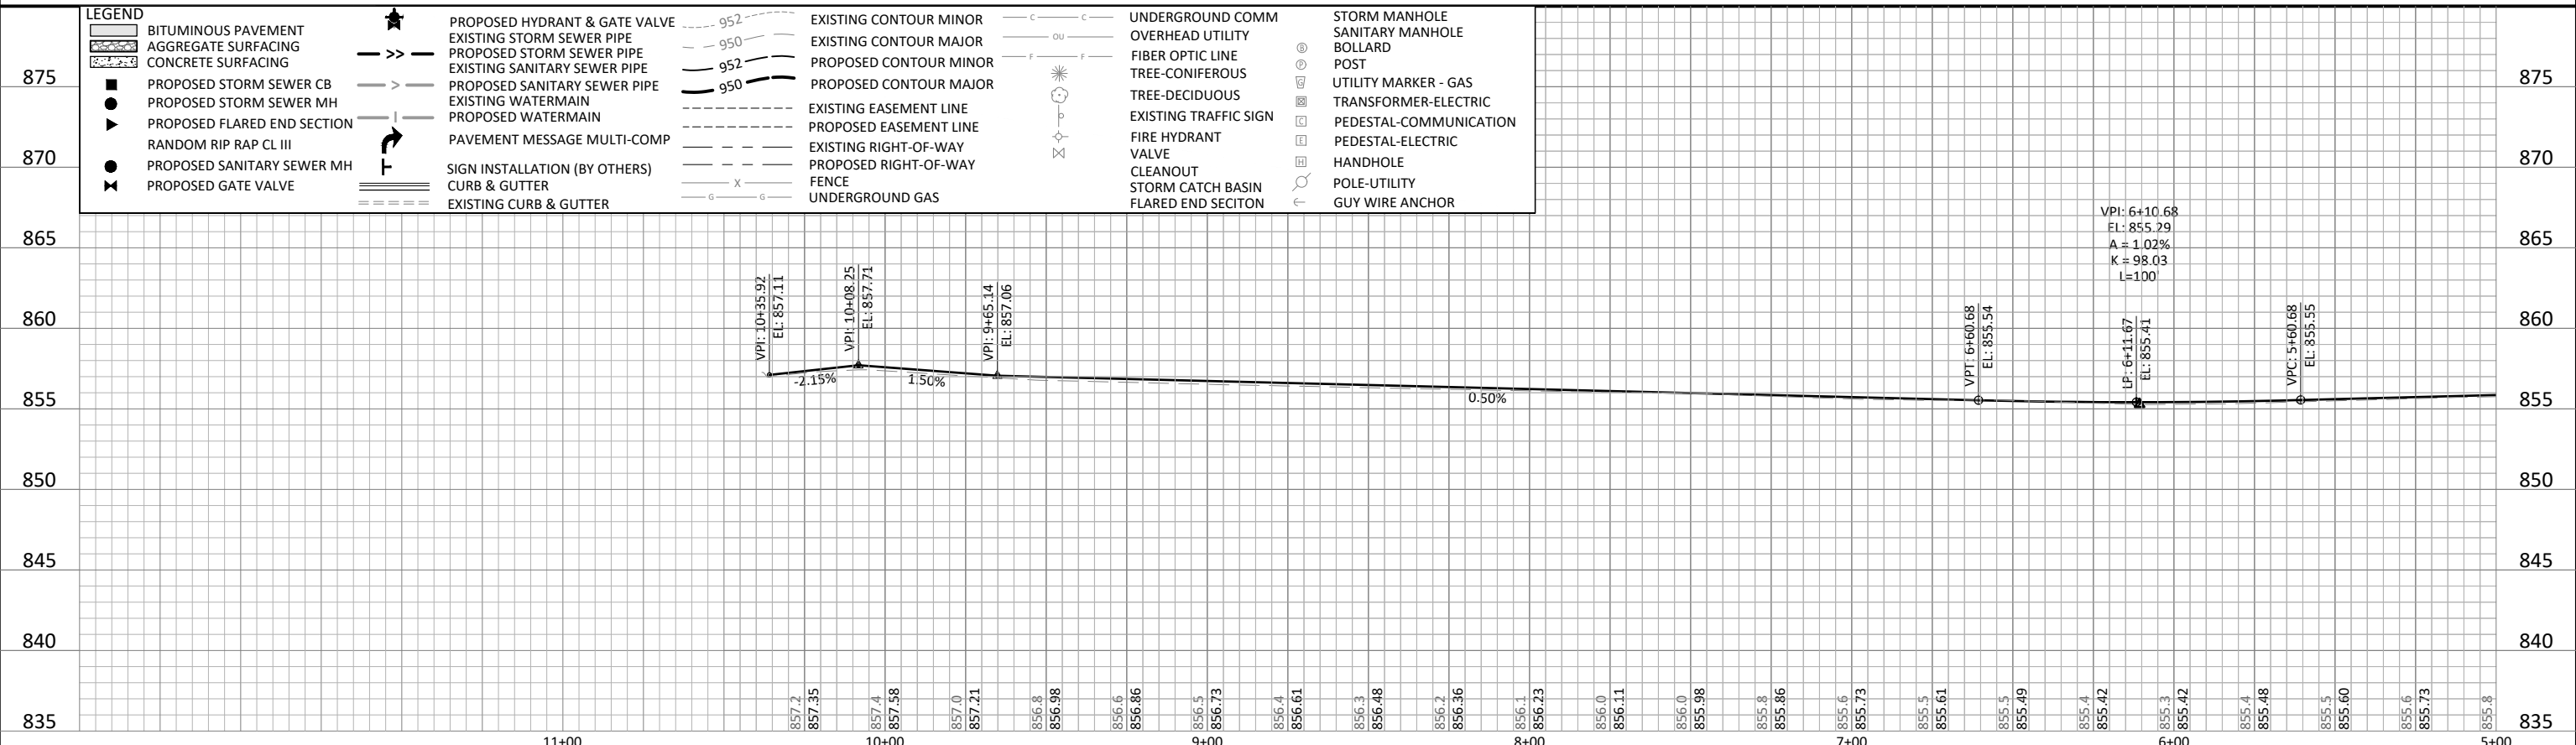 LEGEND
BITUMINOUS PAVEMENT
AGGREGATE SURFACING
CONCRETE SURFACING
PROPOSED STORM SEWER CB
PROPOSED STORM SEWER MH
PROPOSED FLARED END SECTION
RANDOM RIP RAP CL III
PROPOSED SANITARY SEWER MH
PROPOSED GATE VALVE
PROPOSED HYDRANT & GATE VALVE
EXISTING STORM SEWER PIPE
>> PROPOSED STORM SEWER PIPE
EXISTING SANITARY SEWER PIPE
> PROPOSED SANITARY SEWER PIPE
EXISTING WATERMAIN
I PROPOSED WATERMAIN
PAVEMENT MESSAGE MULTI-COMP
SIGN INSTALLATION (BY OTHERS)
CURB & GUTTER
EXISTING CURB & GUTTER
952 EXISTING CONTOUR MINOR
950 EXISTING CONTOUR MAJOR
952 PROPOSED CONTOUR MINOR
950 PROPOSED CONTOUR MAJOR
EXISTING EASEMENT LINE
PROPOSED EASEMENT LINE
EXISTING RIGHT-OF-WAY
PROPOSED RIGHT-OF-WAY
X FENCE
G G UNDERGROUND GAS
C C UNDERGROUND COMM
OU OVERHEAD UTILITY
F F FIBER OPTIC LINE
TREE-CONIFEROUS
TREE-DECIDUOUS
EXISTING TRAFFIC SIGN
FIRE HYDRANT
VALVE
CLEANOUT
STORM CATCH BASIN
FLARED END SECITON
STORM MANHOLE
SANITARY MANHOLE
B BOLLARD
P POST
G UTILITY MARKER - GAS
TRANSFORMER-ELECTRIC
C PEDESTAL-COMMUNICATION
E PEDESTAL-ELECTRIC
H HANDHOLE
POLE-UTILITY
GUY WIRE ANCHOR
875 875
870 870
865 865
860 860
855 855
850 850
845 845
840 840
835 835
VPI: 10+35.92
EL: 857.11
VPI: 10+08.25
EL: 857.71
VPI: 9+65.14
EL: 857.06
-2.15%
1.50%
0.50%
VPT: 6+60.68
EL: 855.54
VPI: 6+10.68
EL: 855.29
A = 1.02%
K = 98.03
L=100'
LP: 6+11.67
EL: 855.41
VPC: 5+60.68
EL: 855.55
857.2
857.35
857.4
857.58
857.0
857.21
856.8
856.98
856.6
856.86
856.5
856.73
856.4
856.61
856.3
856.48
856.2
856.36
856.1
856.23
856.0
856.11
856.0
855.98
855.8
855.86
855.6
855.73
855.5
855.61
855.5
855.49
855.4
855.42
855.3
855.42
855.4
855.48
855.5
855.60
855.6
855.73
855.8
11+00 10+00 9+00 8+00 7+00 6+00 5+00